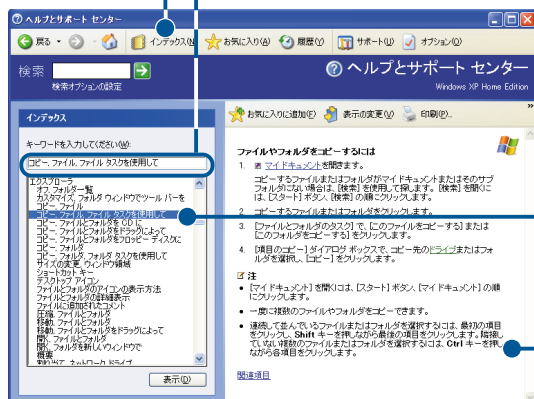 ヘルプとサポート センター
戻る
インデックス(N)
お気に入り(A)
履歴(Y)
サポート(U)
オプション(O)
検索
検索オプションの設定
ヘルプとサポート センター
Windows XP Home Edition
インデックス
キーワードを入力してください(W):
コピー, ファイル, ファイル タスクを使用して
エクスプローラ
オフ, フォルダ一覧
カスタマイズ, フォルダ ウィンドウでツール バーを
コピー, ファイル
コピー, ファイル, ファイル タスクを使用して
コピー, ファイルとフォルダを CD に
コピー, ファイルとフォルダをドラッグによって
コピー, ファイルとフォルダをフロッピー ディスクに
コピー, フォルダ
コピー, フォルダ, フォルダ タスクを使用して
サイズの変更, ウィンドウ領域
ショートカット キー
デスクトップ アイコン
ファイルとフォルダのアイコンの表示方法
ファイルとフォルダの詳細表示
ファイルに追加されたコメント
圧縮, ファイルとフォルダ
移動, ファイルとフォルダ
移動, ファイルとフォルダをドラッグによって
開く, ファイルとフォルダ
開く, フォルダを新しいウィンドウで
概要
割り当て, ネットワーク ドライブ
表示(D)
お気に入りに追加(F)
表示の変更(V)
印刷(P)...
ファイルやフォルダをコピーするには
1. マイ ドキュメントを開きます。
コピーするファイルまたはフォルダがマイ ドキュメントまたはそのサブ
フォルダにない場合は、[検索] を使用して探します。[検索] を開くに
は、[スタート] ボタン、[検索] の順にクリックします。
2. コピーするファイルまたはフォルダをクリックします。
3. [ファイルとフォルダのタスク] で、[このファイルをコピーする] または
[このフォルダをコピーする] をクリックします。
4. [項目のコピー] ダイアログ ボックスで、コピー先のドライブまたはフォ
ルダを選択し、[コピー] をクリックします。
注
• [マイ ドキュメント] を開くには、[スタート] ボタン、[マイ ドキュメント] の順
にクリックします。
• 一度に複数のファイルやフォルダをコピーできます。
• 連続して並んでいるファイルまたはフォルダを選択するには、最初の項目
をクリックし、Shift キーを押しながら最後の項目をクリックします。隣接し
ていない複数のファイルまたはフォルダを選択するには、Ctrl キーを押し
ながら各項目をクリックします。
関連項目